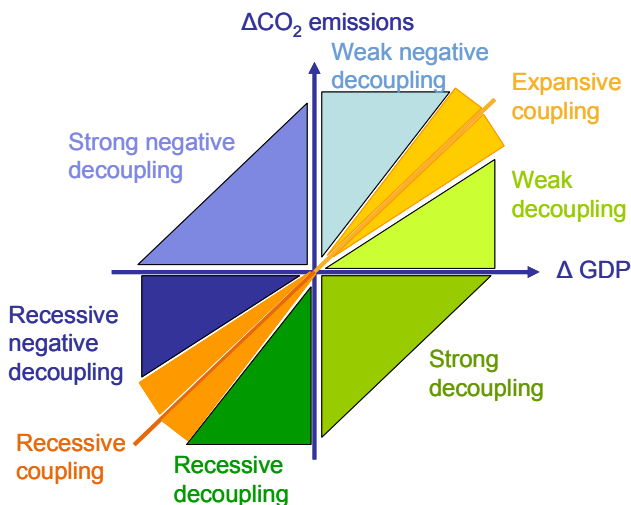 ΔCO₂ emissions
Weak negative
decoupling
Expansive
coupling
Strong negative
decoupling
Weak
decoupling
Δ GDP
Recessive
negative
decoupling
Strong
decoupling
Recessive
coupling
Recessive
decoupling